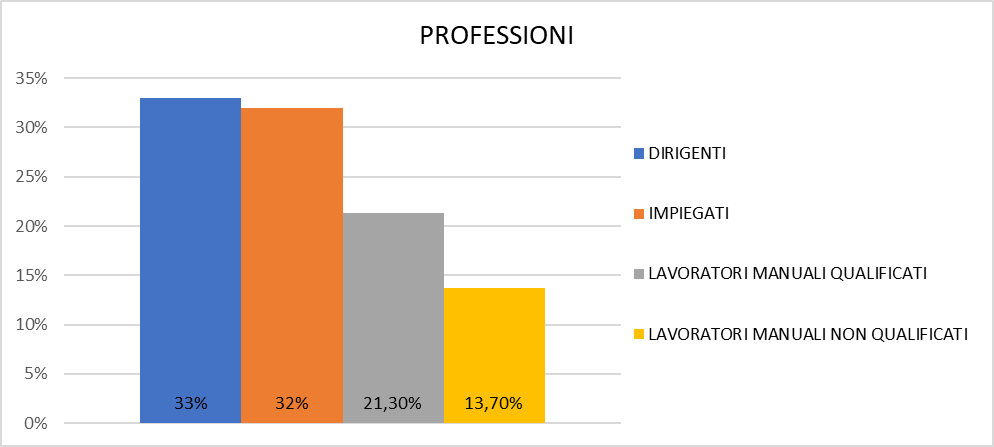 PROFESSIONI
35%
30%
25%
20%
15%
10%
5%
0%
33%
32%
21,30%
13,70%
DIRIGENTI
IMPIEGATI
LAVORATORI MANUALI QUALIFICATI
LAVORATORI MANUALI NON QUALIFICATI